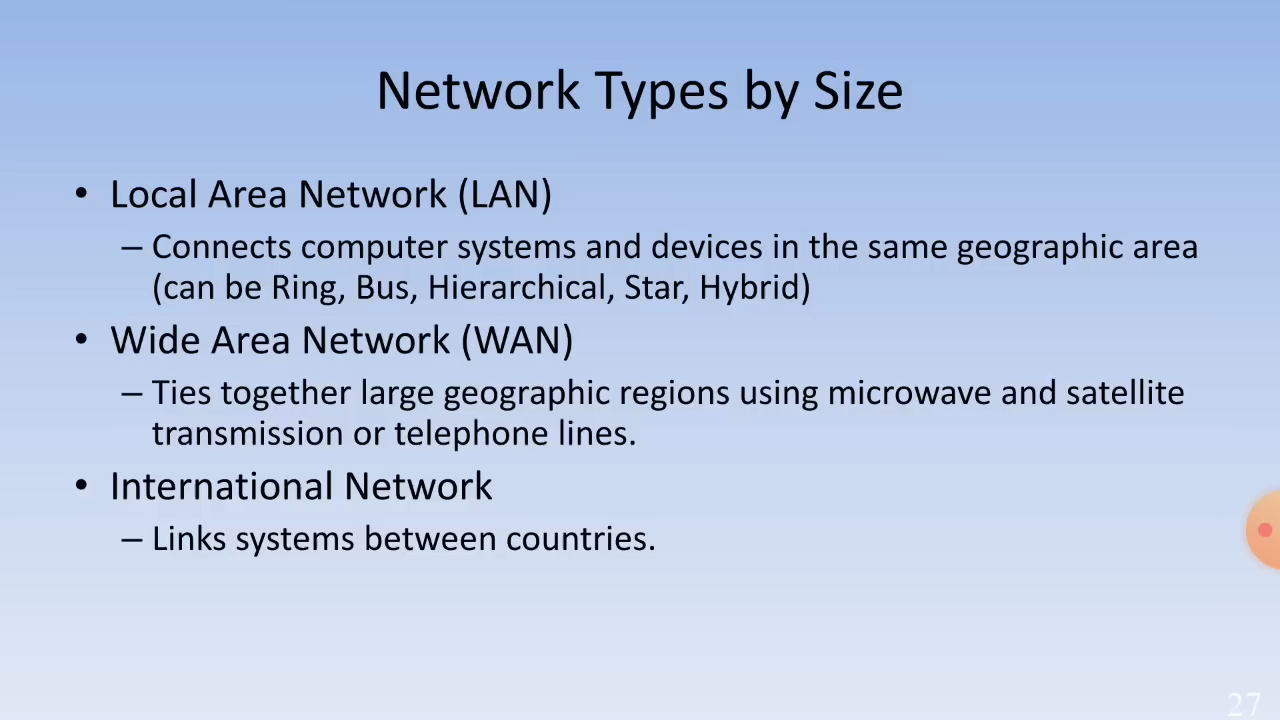 Network Types by Size
• Local Area Network (LAN)
– Connects computer systems and devices in the same geographic area
(can be Ring, Bus, Hierarchical, Star, Hybrid)
• Wide Area Network (WAN)
– Ties together large geographic regions using microwave and satellite
transmission or telephone lines.
• International Network
– Links systems between countries.
27